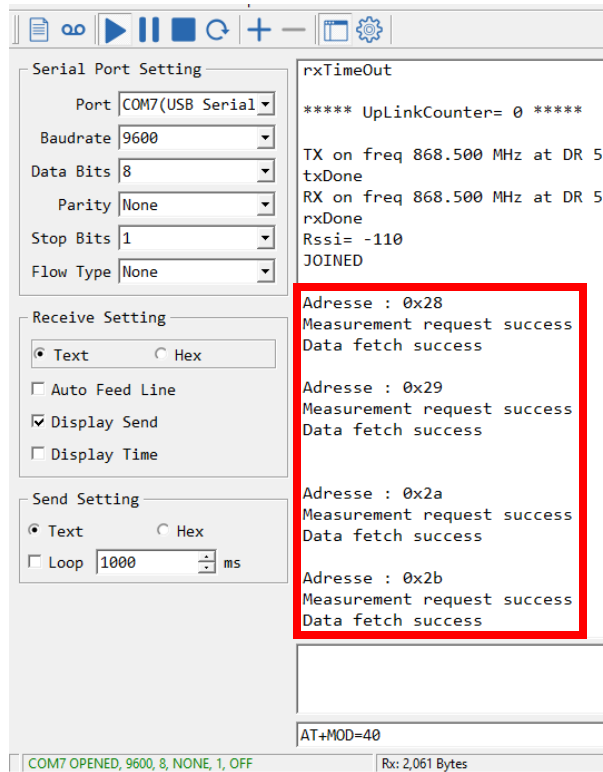 Serial Port Setting
Port COM7(USB Serial
Baudrate 9600
Data Bits 8
Parity None
Stop Bits 1
Flow Type None
Receive Setting
Text Hex
Auto Feed Line
Display Send
Display Time
Send Setting
Text Hex
Loop 1000 ms
rxTimeOut
***** UpLinkCounter= 0 *****
TX on freq 868.500 MHz at DR 5
txDone
RX on freq 868.500 MHz at DR 5
rxDone
Rssi= -110
JOINED
Adresse : 0x28
Measurement request success
Data fetch success
Adresse : 0x29
Measurement request success
Data fetch success
Adresse : 0x2a
Measurement request success
Data fetch success
Adresse : 0x2b
Measurement request success
Data fetch success
AT+MOD=40
COM7 OPENED, 9600, 8, NONE, 1, OFF
Rx: 2,061 Bytes